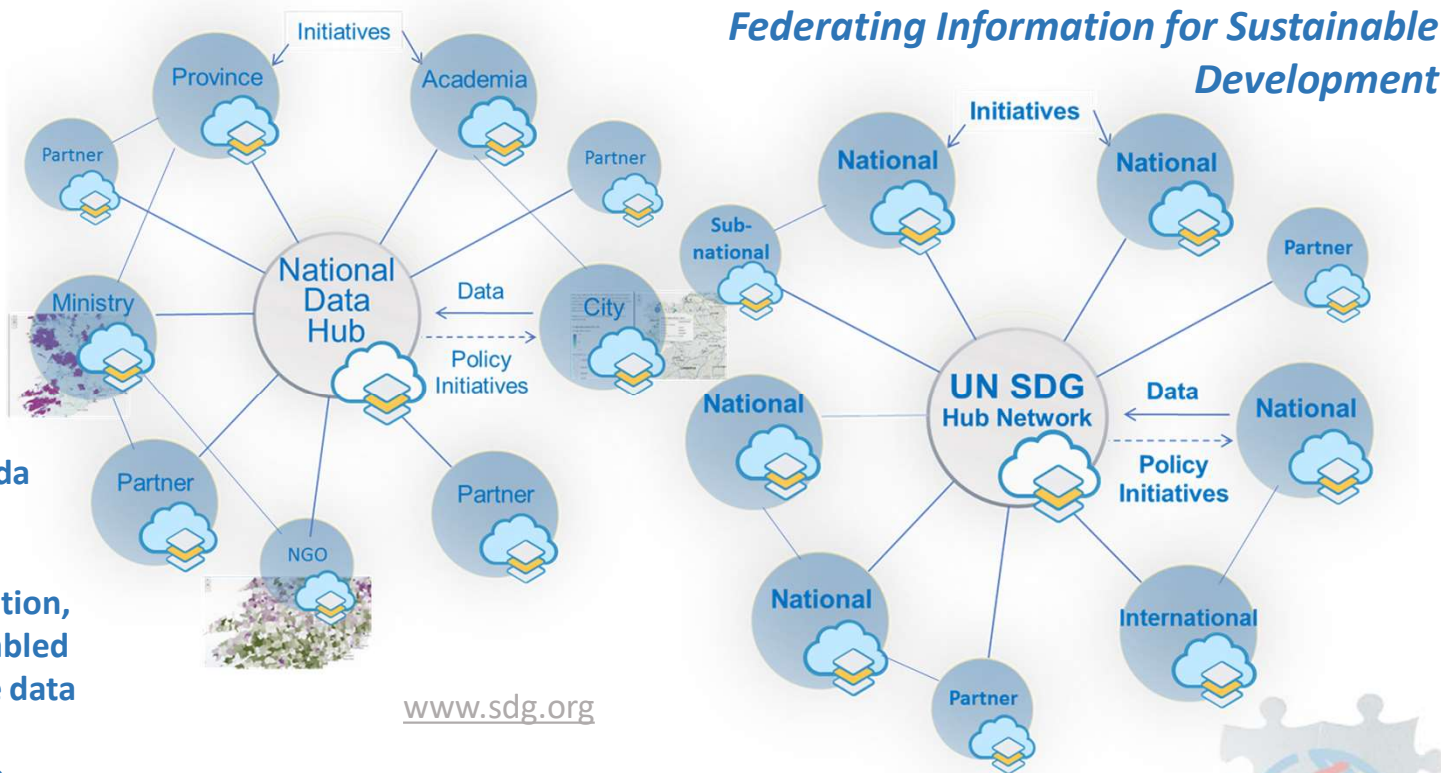 Federating Information for Sustainable
Development
Initiatives
Province
Academia
Partner
Partner
National
Data
Hub
Ministry
Data
City
Policy
Initiatives
Partner
Partner
NGO
Initiatives
National
National
Sub-
national
Partner
UN SDG
Hub Network
National
Data
National
Policy
Initiatives
National
International
Partner
da
tion,
bled
data
www.sdg.org